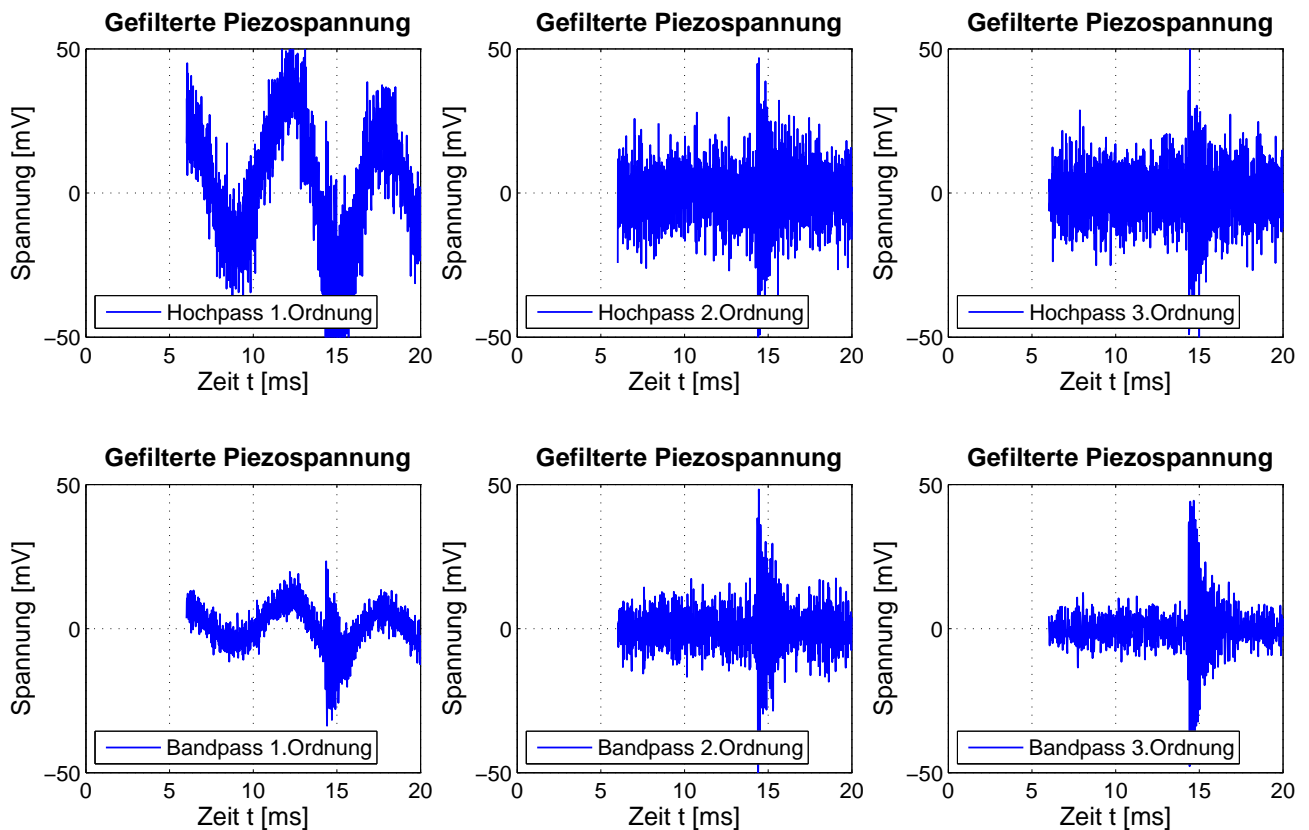 Gefilterte Piezospannung
50
0
−50
Spannung [mV]
Hochpass 1.Ordnung
0 5 10 15 20
Zeit t [ms]
Gefilterte Piezospannung
50
0
−50
Spannung [mV]
Hochpass 2.Ordnung
0 5 10 15 20
Zeit t [ms]
Gefilterte Piezospannung
50
0
−50
Spannung [mV]
Hochpass 3.Ordnung
0 5 10 15 20
Zeit t [ms]
Gefilterte Piezospannung
50
0
−50
Spannung [mV]
Bandpass 1.Ordnung
0 5 10 15 20
Zeit t [ms]
Gefilterte Piezospannung
50
0
−50
Spannung [mV]
Bandpass 2.Ordnung
0 5 10 15 20
Zeit t [ms]
Gefilterte Piezospannung
50
0
−50
Spannung [mV]
Bandpass 3.Ordnung
0 5 10 15 20
Zeit t [ms]